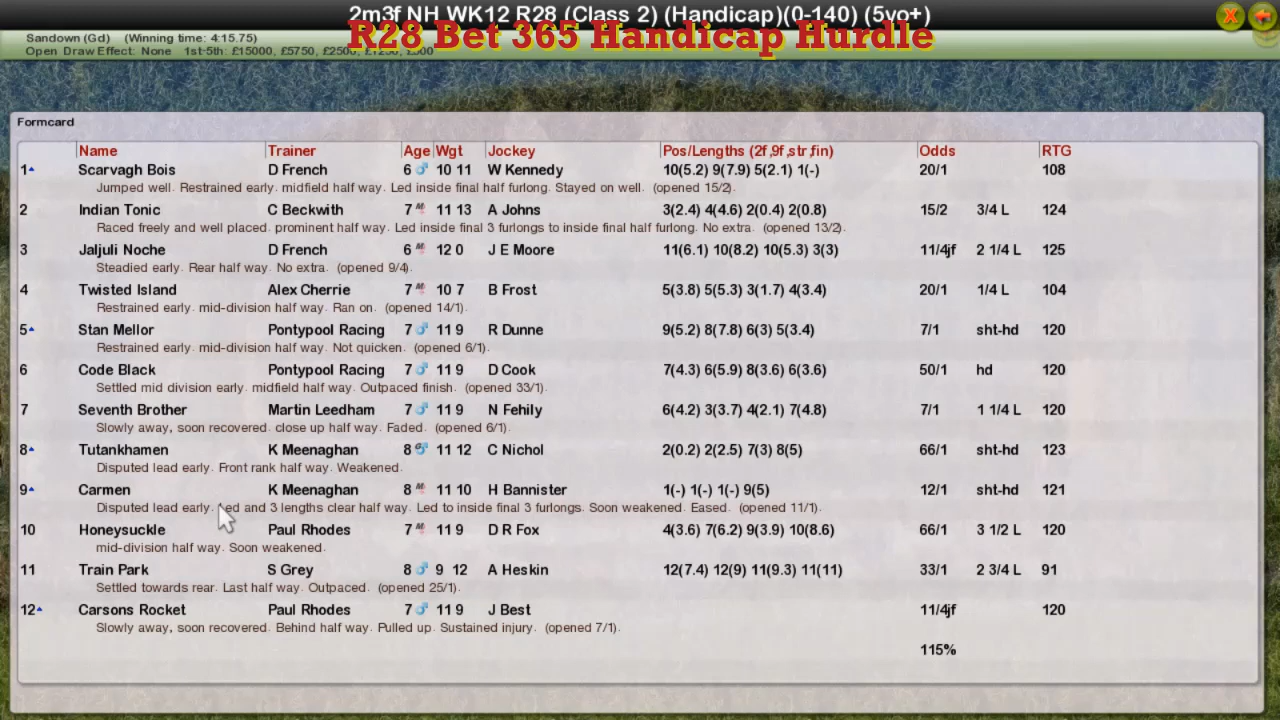 2m3f NH WK12 R28 (Class 2) (Handicap)(0-140) (5yo+)
R28 Bet 365 Handicap Hurdle
Sandown (Gd) (Winning time: 4:15.75)
Open Draw Effect: None 1st-5th: £15000, £5750, £2500, £1250, £500
Formcard
Name Trainer Age Wgt Jockey Pos/Lengths (2f,9f,str,fin) Odds RTG
1 Scarvagh Bois D French 6 10 11 W Kennedy 10(5.2) 9(7.9) 5(2.1) 1(-) 20/1 108
Jumped well. Restrained early. midfield half way. Led inside final half furlong. Stayed on well. (opened 15/2).
2 Indian Tonic C Beckwith 7 11 13 A Johns 3(2.4) 4(4.6) 2(0.4) 2(0.8) 15/2 3/4 L 124
Raced freely and well placed. prominent half way. Led inside final 3 furlongs to inside final half furlong. No extra. (opened 13/2).
3 Jaljuli Noche D French 6 12 0 J E Moore 11(6.1) 10(8.2) 10(5.3) 3(3) 11/4jf 2 1/4 L 125
Steadied early. Rear half way. No extra. (opened 9/4).
4 Twisted Island Alex Cherrie 7 10 7 B Frost 5(3.8) 5(5.3) 3(1.7) 4(3.4) 20/1 1/4 L 104
Restrained early. mid-division half way. Ran on. (opened 14/1).
5 Stan Mellor Pontypool Racing 7 11 9 R Dunne 9(5.2) 8(7.8) 6(3) 5(3.4) 7/1 sht-hd 120
Restrained early. mid-division half way. Not quicken. (opened 6/1).
6 Code Black Pontypool Racing 7 11 9 D Cook 7(4.3) 6(5.9) 8(3.6) 6(3.6) 50/1 hd 120
Settled mid division early. midfield half way. Outpaced finish. (opened 33/1).
7 Seventh Brother Martin Leedham 7 11 9 N Fehily 6(4.2) 3(3.7) 4(2.1) 7(4.8) 7/1 1 1/4 L 120
Slowly away, soon recovered. close up half way. Faded. (opened 6/1).
8 Tutankhamen K Meenaghan 8 11 12 C Nichol 2(0.2) 2(2.5) 7(3) 8(5) 66/1 sht-hd 123
Disputed lead early. Front rank half way. Weakened.
9 Carmen K Meenaghan 8 11 10 H Bannister 1(-) 1(-) 1(-) 9(5) 12/1 sht-hd 121
Disputed lead early. Led and 3 lengths clear half way. Led to inside final 3 furlongs. Soon weakened. Eased. (opened 11/1).
10 Honeysuckle Paul Rhodes 7 11 9 D R Fox 4(3.6) 7(6.2) 9(3.9) 10(8.6) 66/1 3 1/2 L 120
mid-division half way. Soon weakened.
11 Train Park S Grey 8 9 12 A Heskin 12(7.4) 12(9) 11(9.3) 11(11) 33/1 2 3/4 L 91
Settled towards rear. Last half way. Outpaced. (opened 25/1).
12 Carsons Rocket Paul Rhodes 7 11 9 J Best 11/4jf 120
Slowly away, soon recovered. Behind half way. Pulled up. Sustained injury. (opened 7/1).
115%